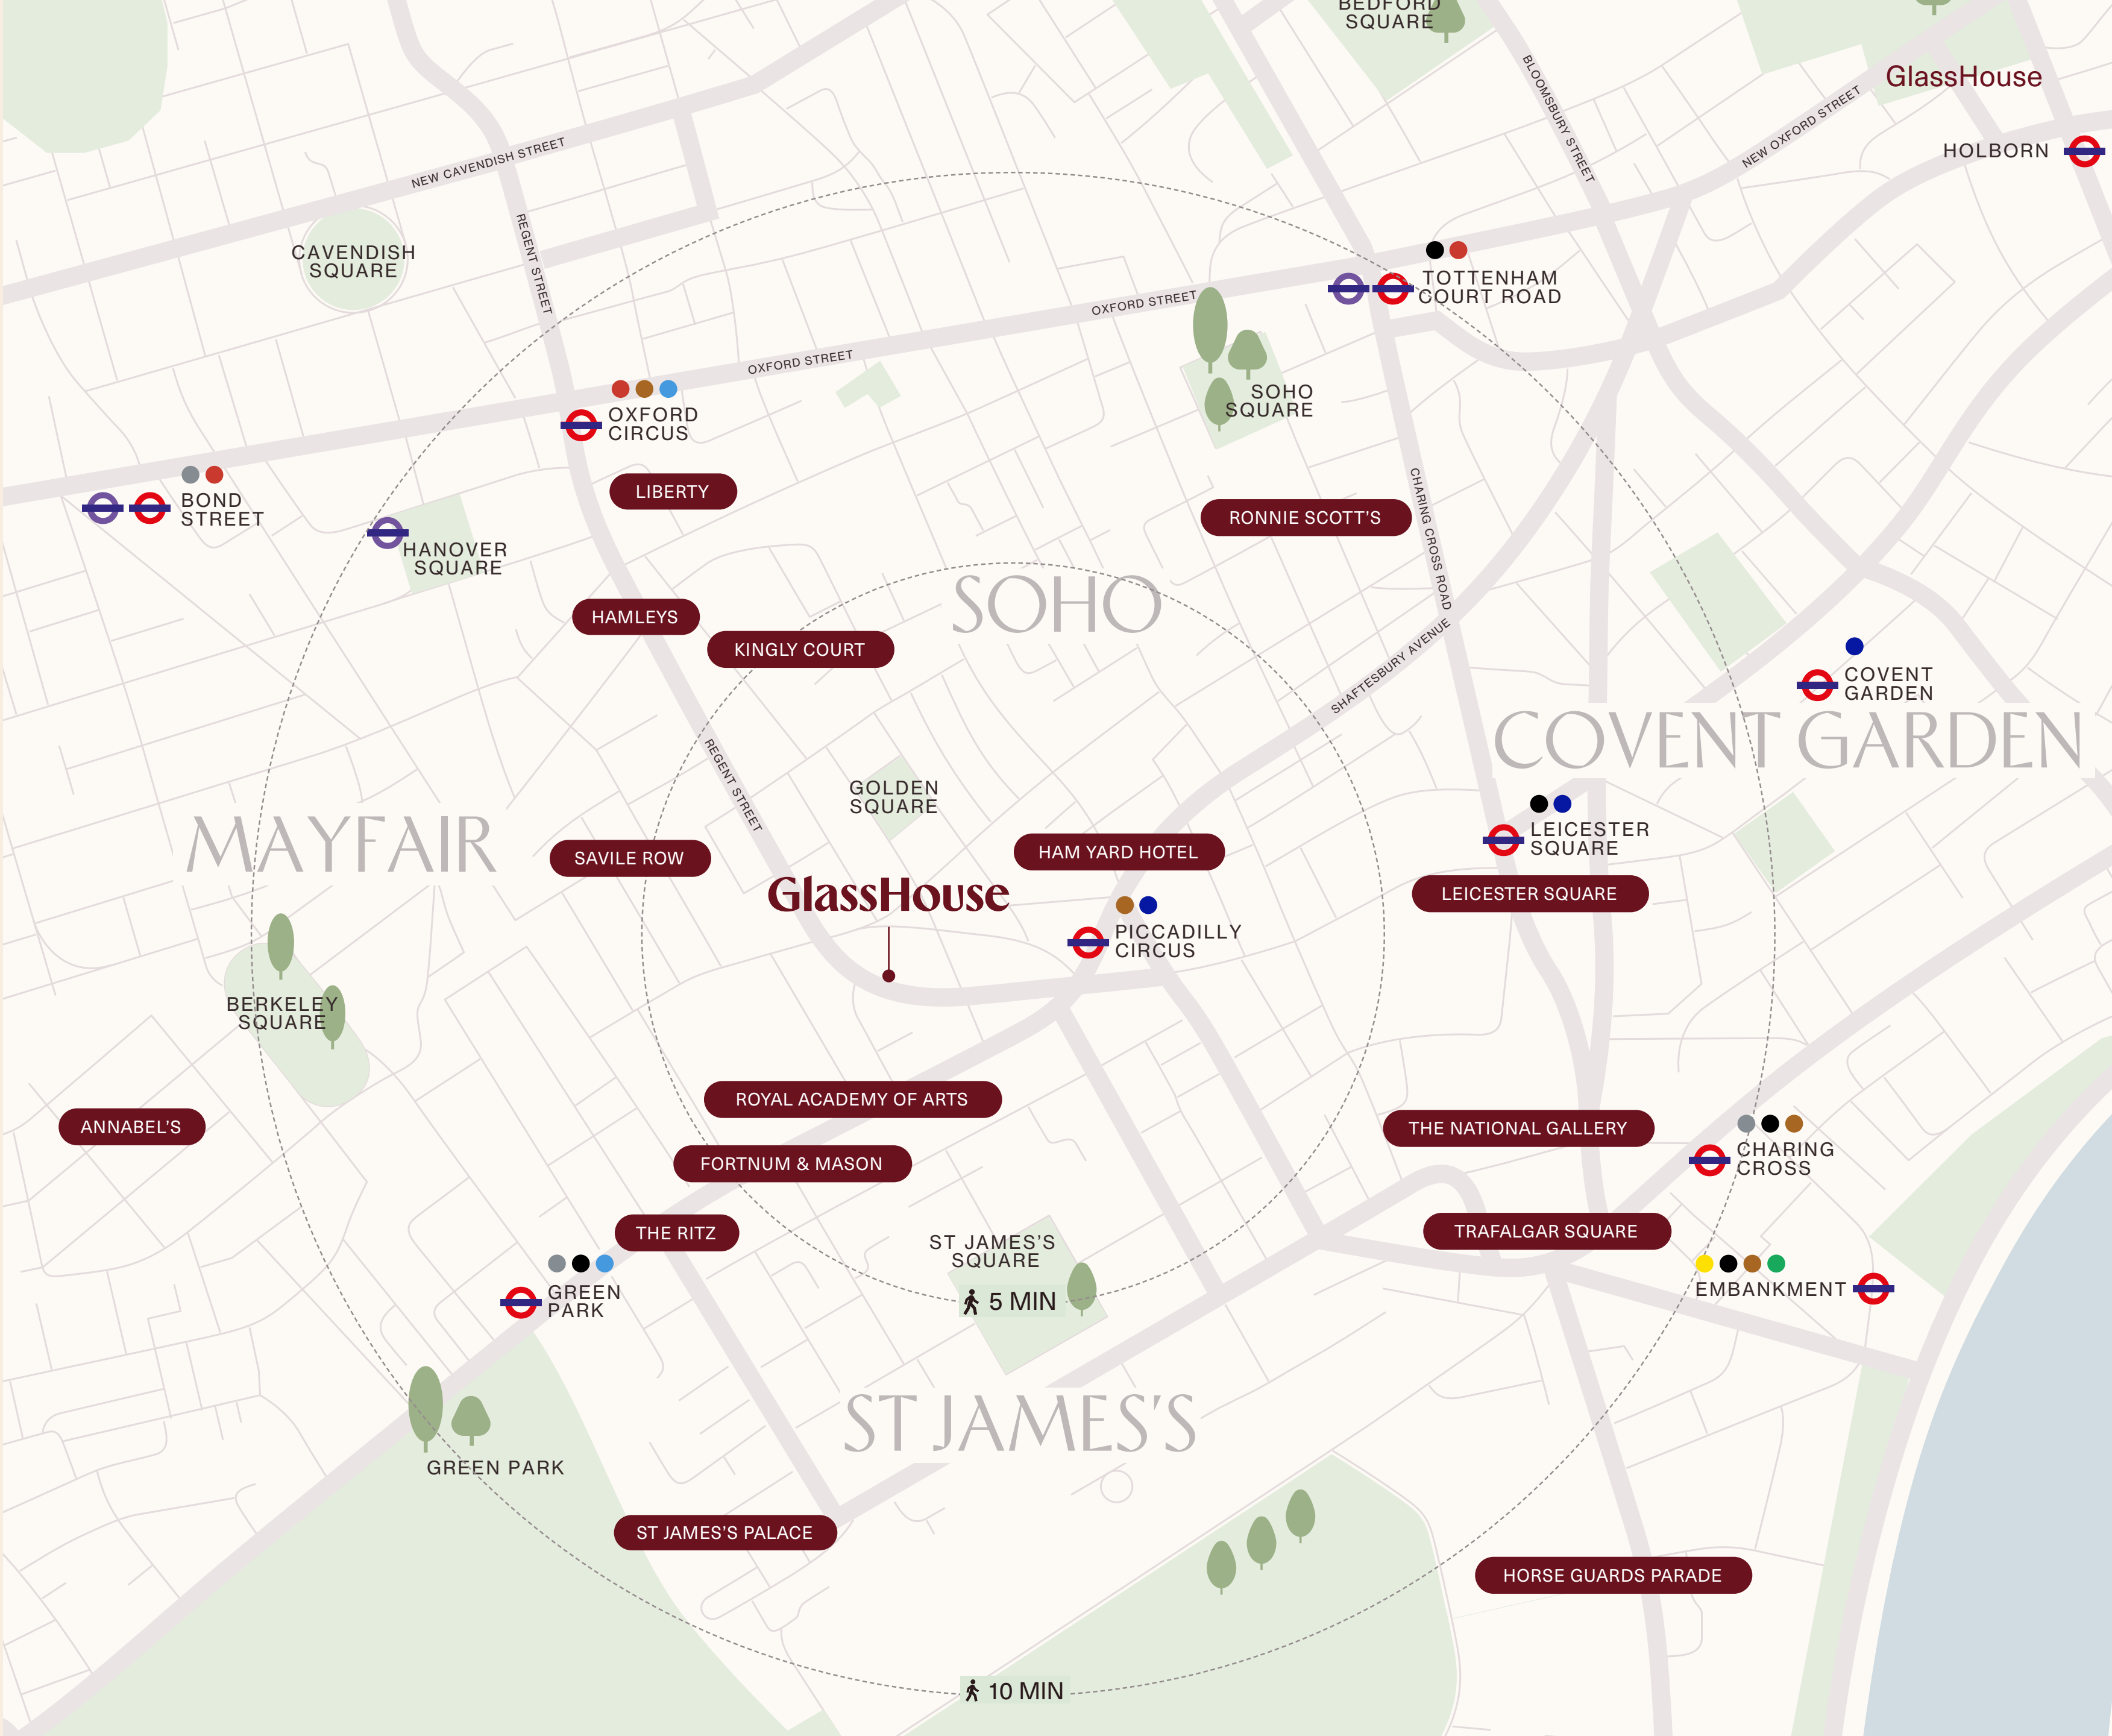 BEDFORD
SQUARE
BLOOMSBURY STREET
GlassHouse
NEW OXFORD STREET
HOLBORN
NEW CAVENDISH STREET
CAVENDISH
SQUARE
REGENT STREET
TOTTENHAM
COURT ROAD
OXFORD STREET
OXFORD STREET
SOHO
SQUARE
OXFORD
CIRCUS
LIBERTY
BOND
STREET
RONNIE SCOTT'S
CHARING CROSS ROAD
HANOVER
SQUARE
SOHO
HAMLEYS
KINGLY COURT
SHAFTESBURY AVENUE
COVENT
GARDEN
COVENT GARDEN
REGENT STREET
GOLDEN
SQUARE
MAYFAIR
SAVILE ROW
HAM YARD HOTEL
LEICESTER
SQUARE
LEICESTER SQUARE
GlassHouse
PICCADILLY
CIRCUS
BERKELEY
SQUARE
ROYAL ACADEMY OF ARTS
ANNABEL'S
THE NATIONAL GALLERY
CHARING
CROSS
FORTNUM & MASON
THE RITZ
TRAFALGAR SQUARE
ST JAMES'S
SQUARE
5 MIN
GREEN
PARK
EMBANKMENT
ST JAMES'S
GREEN PARK
ST JAMES'S PALACE
HORSE GUARDS PARADE
10 MIN